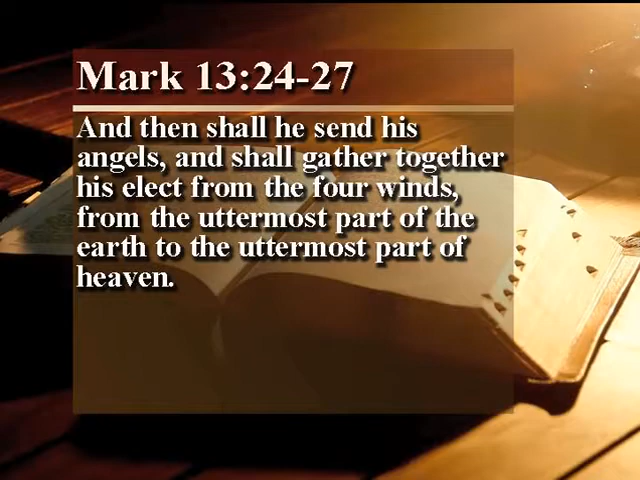 Mark 13:24-27
And then shall he send his
angels, and shall gather together
his elect from the four winds,
from the uttermost part of the
earth to the uttermost part of
heaven.